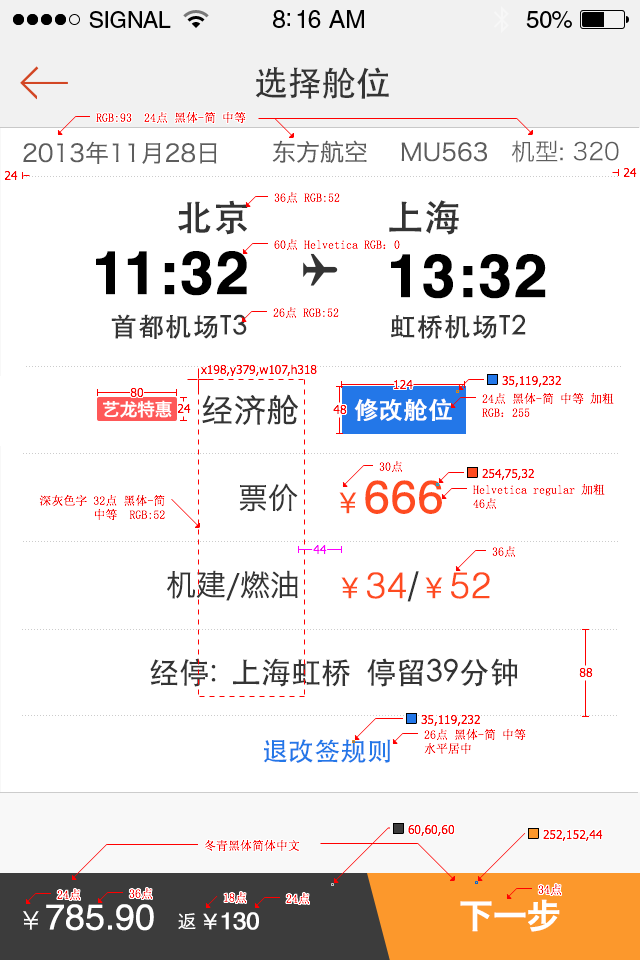 SIGNAL 8:16 AM 50%
选择舱位
RGB:93 24点 黑体-简 中等
2013年11月28日 东方航空 MU563 机型: 320
24 24
36点 RGB:52
北京 上海
60点 Helvetica RGB: 0
11:32 13:32
26点 RGB:52
首都机场T3 虹桥机场T2
x198,y379,w107,h318
80 124 35,119,232
艺龙特惠 24 经济舱 48 修改舱位
24点 黑体-简 中等 加粗
RGB: 255
30点 254,75,32
票价 ¥666
Helvetica regular 加粗
46点
深灰色字 32点 黑体-简
中等 RGB:52
44 36点
机建/燃油 ¥34/¥52
经停: 上海虹桥 停留39分钟 88
35,119,232
退改签规则
26点 黑体-简 中等
水平居中
60,60,60 252,152,44
冬青黑体简体中文
24点 36点 18点 24点 34点
¥785.90 返 ¥130 下一步